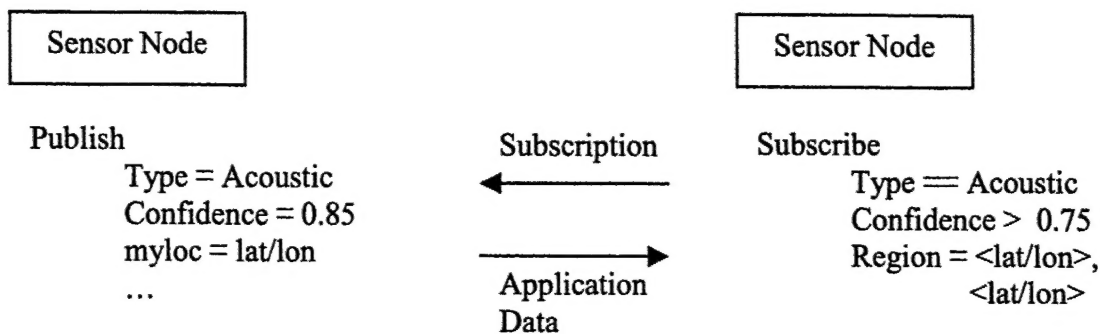 Sensor Node
Sensor Node
Publish
Type = Acoustic
Confidence = 0.85
myloc = lat/lon
...
Subscription
Application
Data
Subscribe
Type == Acoustic
Confidence > 0.75
Region = <lat/lon>,
<lat/lon>